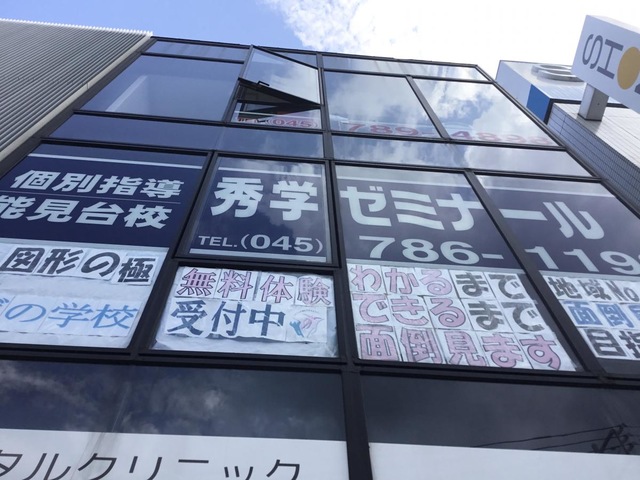 SHO
(045)
789-
個別指導
能見台校
秀学ゼミナール
TEL.(045) 786-119
図形の極
の学校
無料体験
受付中
わかるまで
できるまで
面倒見ます
地域
面倒
目指
タルクリニック